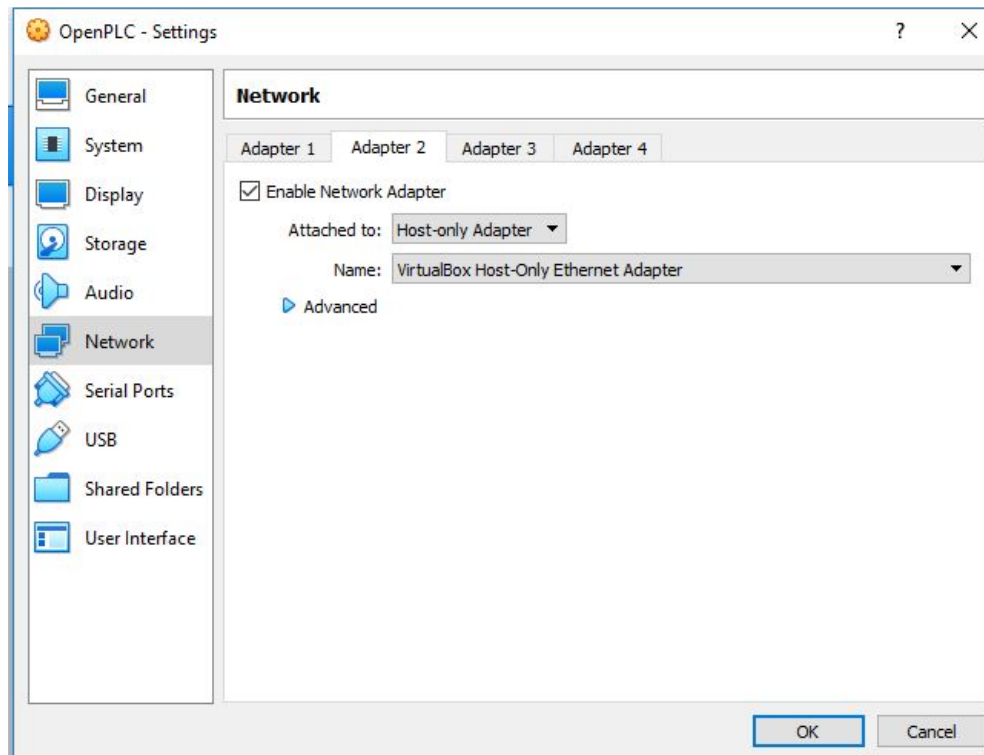 OpenPLC - Settings
?
General
System
Display
Storage
Audio
Network
Serial Ports
USB
Shared Folders
User Interface
Network
Adapter 1 Adapter 2 Adapter 3 Adapter 4
Enable Network Adapter
Attached to: Host-only Adapter
Name: VirtualBox Host-Only Ethernet Adapter
Advanced
OK Cancel